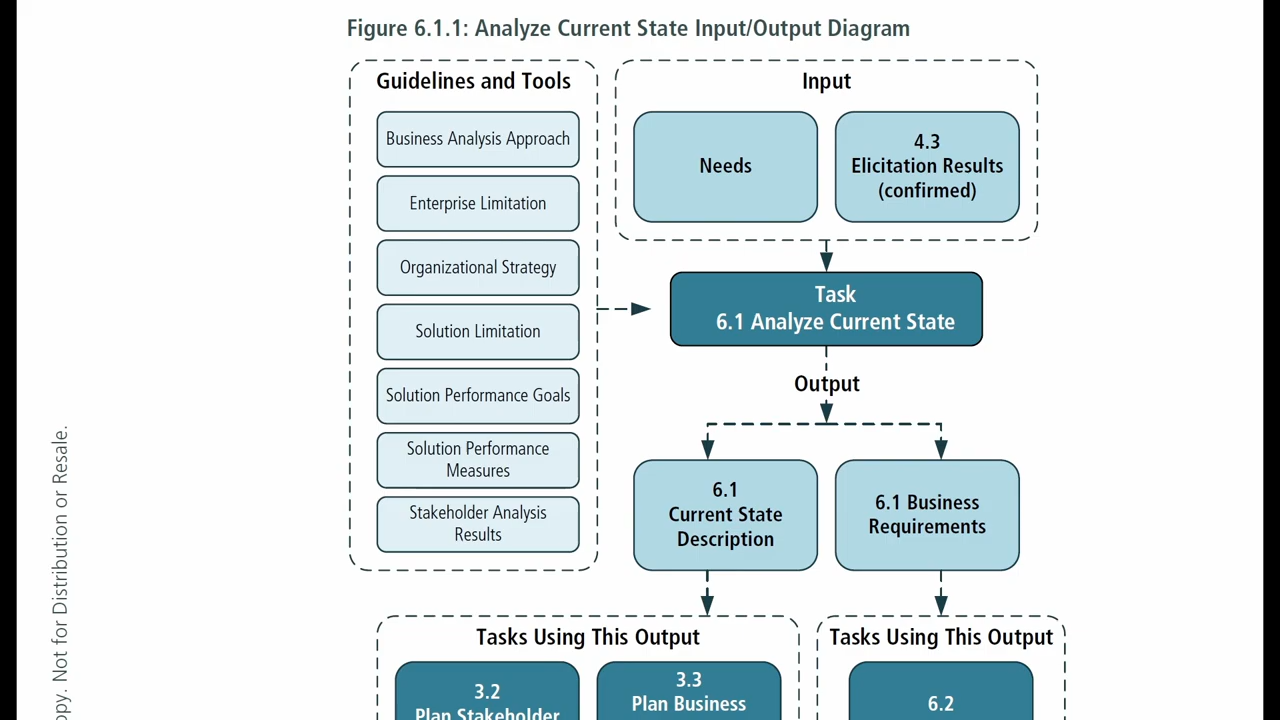 Figure 6.1.1: Analyze Current State Input/Output Diagram
Guidelines and Tools
Business Analysis Approach
Enterprise Limitation
Organizational Strategy
Solution Limitation
Solution Performance Goals
Solution Performance
Measures
Stakeholder Analysis
Results
Input
Needs
4.3
Elicitation Results
(confirmed)
Task
6.1 Analyze Current State
Output
6.1
Current State
Description
6.1 Business
Requirements
Tasks Using This Output
3.2
Plan Stakeholder
3.3
Plan Business
Tasks Using This Output
6.2
Not for Distribution or Resale.